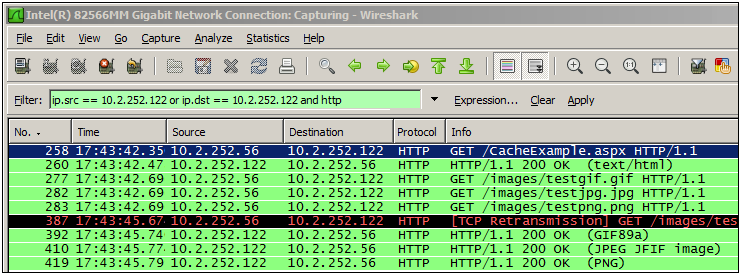 Intel(R) 82566MM Gigabit Network Connection: Capturing - Wireshark
File Edit View Go Capture Analyze Statistics Help
Filter: ip.src == 10.2.252.122 or ip.dst == 10.2.252.122 and http Expression... Clear Apply
No. Time Source Destination Protocol Info
258 17:43:42.35 10.2.252.56 10.2.252.122 HTTP GET /CacheExample.aspx HTTP/1.1
260 17:43:42.47 10.2.252.122 10.2.252.56 HTTP HTTP/1.1 200 OK (text/html)
277 17:43:42.69 10.2.252.56 10.2.252.122 HTTP GET /images/testgif.gif HTTP/1.1
282 17:43:42.69 10.2.252.56 10.2.252.122 HTTP GET /images/testjpg.jpg HTTP/1.1
283 17:43:42.69 10.2.252.56 10.2.252.122 HTTP GET /images/testpng.png HTTP/1.1
387 17:43:45.67 10.2.252.56 10.2.252.122 HTTP [TCP Retransmission] GET /images/tes
392 17:43:45.74 10.2.252.122 10.2.252.56 HTTP HTTP/1.1 200 OK (GIF89a)
410 17:43:45.77 10.2.252.122 10.2.252.56 HTTP HTTP/1.1 200 OK (JPEG JFIF image)
419 17:43:45.79 10.2.252.122 10.2.252.56 HTTP HTTP/1.1 200 OK (PNG)